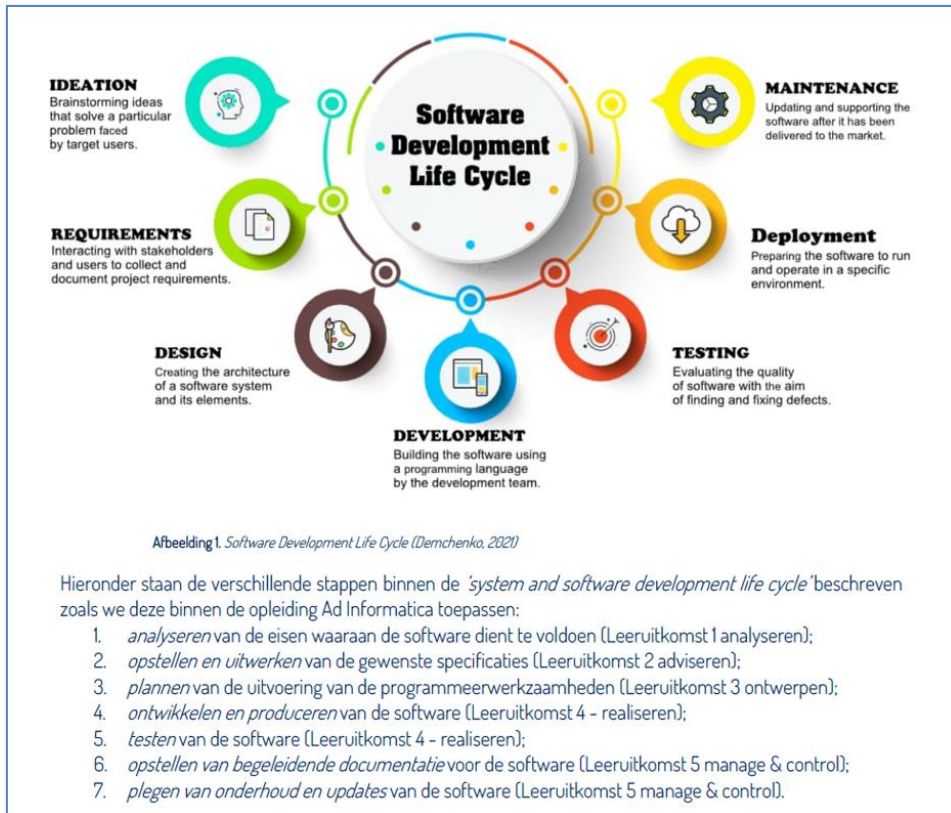 Software
Development
Life Cycle
IDEATION
Brainstorming ideas
that solve a particular
problem faced
by target users.
REQUIREMENTS
Interacting with stakeholders
and users to collect and
document project requirements.
DESIGN
Creating the architecture
of a software system
and its elements.
DEVELOPMENT
Building the software using
a programming language
by the development team.
TESTING
Evaluating the quality
of software with the aim
of finding and fixing defects.
Deployment
Preparing the software to run
and operate in a specific
environment.
MAINTENANCE
Updating and supporting the
software after it has been
delivered to the market.
Afbeelding 1. Software Development Life Cycle (Demchenko, 2021)
Hieronder staan de verschillende stappen binnen de 'system and software development life cycle' beschreven
zoals we deze binnen de opleiding Ad Informatica toepassen:
1. analyseren van de eisen waaraan de software dient te voldoen (Leeruitkomst 1 analyseren);
2. opstellen en uitwerken van de gewenste specificaties (Leeruitkomst 2 adviseren);
3. plannen van de uitvoering van de programmeerwerkzaamheden (Leeruitkomst 3 ontwerpen);
4. ontwikkelen en produceren van de software (Leeruitkomst 4 - realiseren);
5. testen van de software (Leeruitkomst 4 - realiseren);
6. opstellen van begeleidende documentatie voor de software (Leeruitkomst 5 manage & control);
7. plegen van onderhoud en updates van de software (Leeruitkomst 5 manage & control).